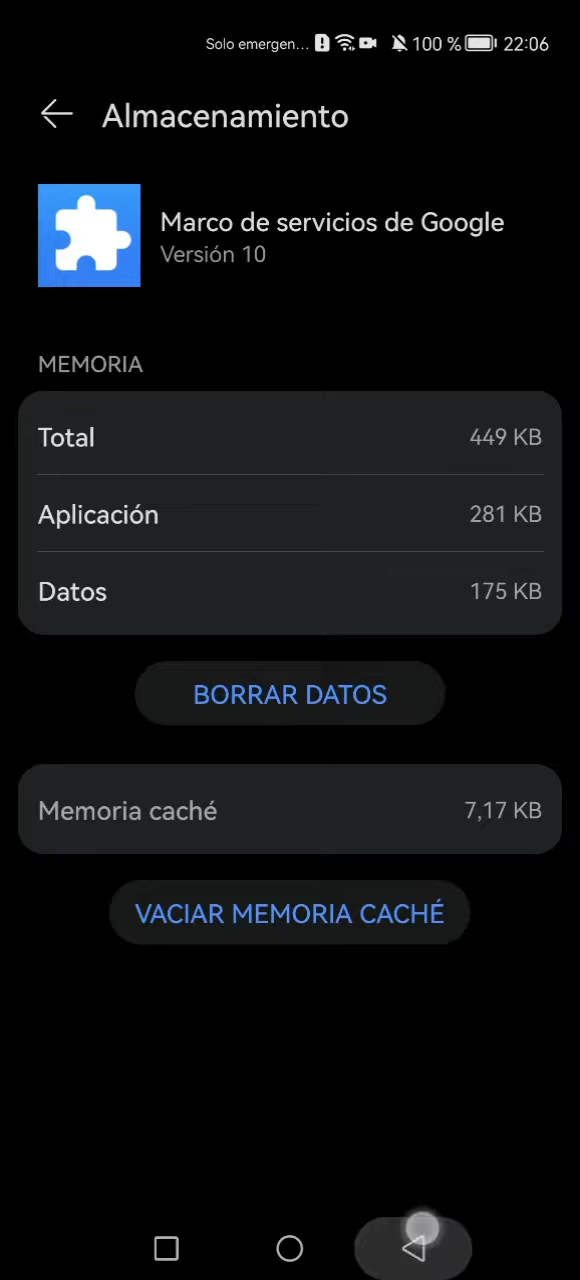 Solo emergen... 100 % 22:06
Almacenamiento
Marco de servicios de Google
Versión 10
MEMORIA
Total 449 KB
Aplicación 281 KB
Datos 175 KB
BORRAR DATOS
Memoria caché 7,17 KB
VACIAR MEMORIA CACHÉ